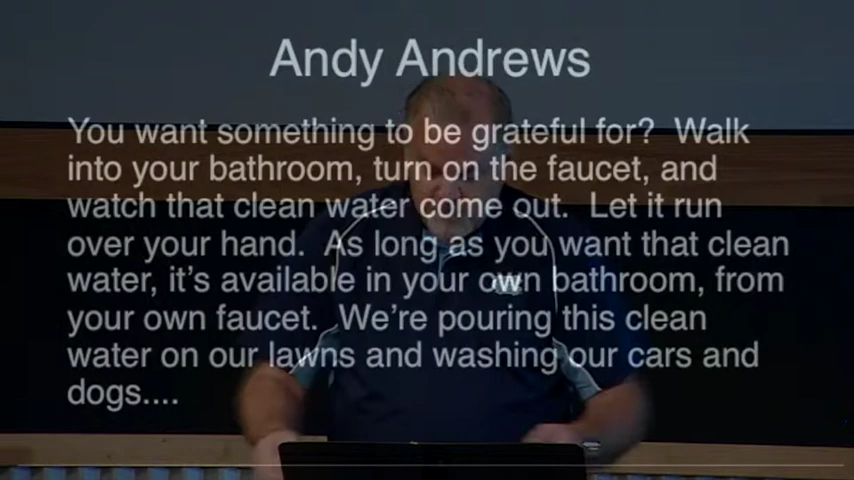 Andy Andrews
You want something to be grateful for? Walk
into your bathroom, turn on the faucet, and
watch that clean water come out. Let it run
over your hand. As long as you want that clean
water, it's available in your own bathroom, from
your own faucet. We're pouring this clean
water on our lawns and washing our cars and
dogs....